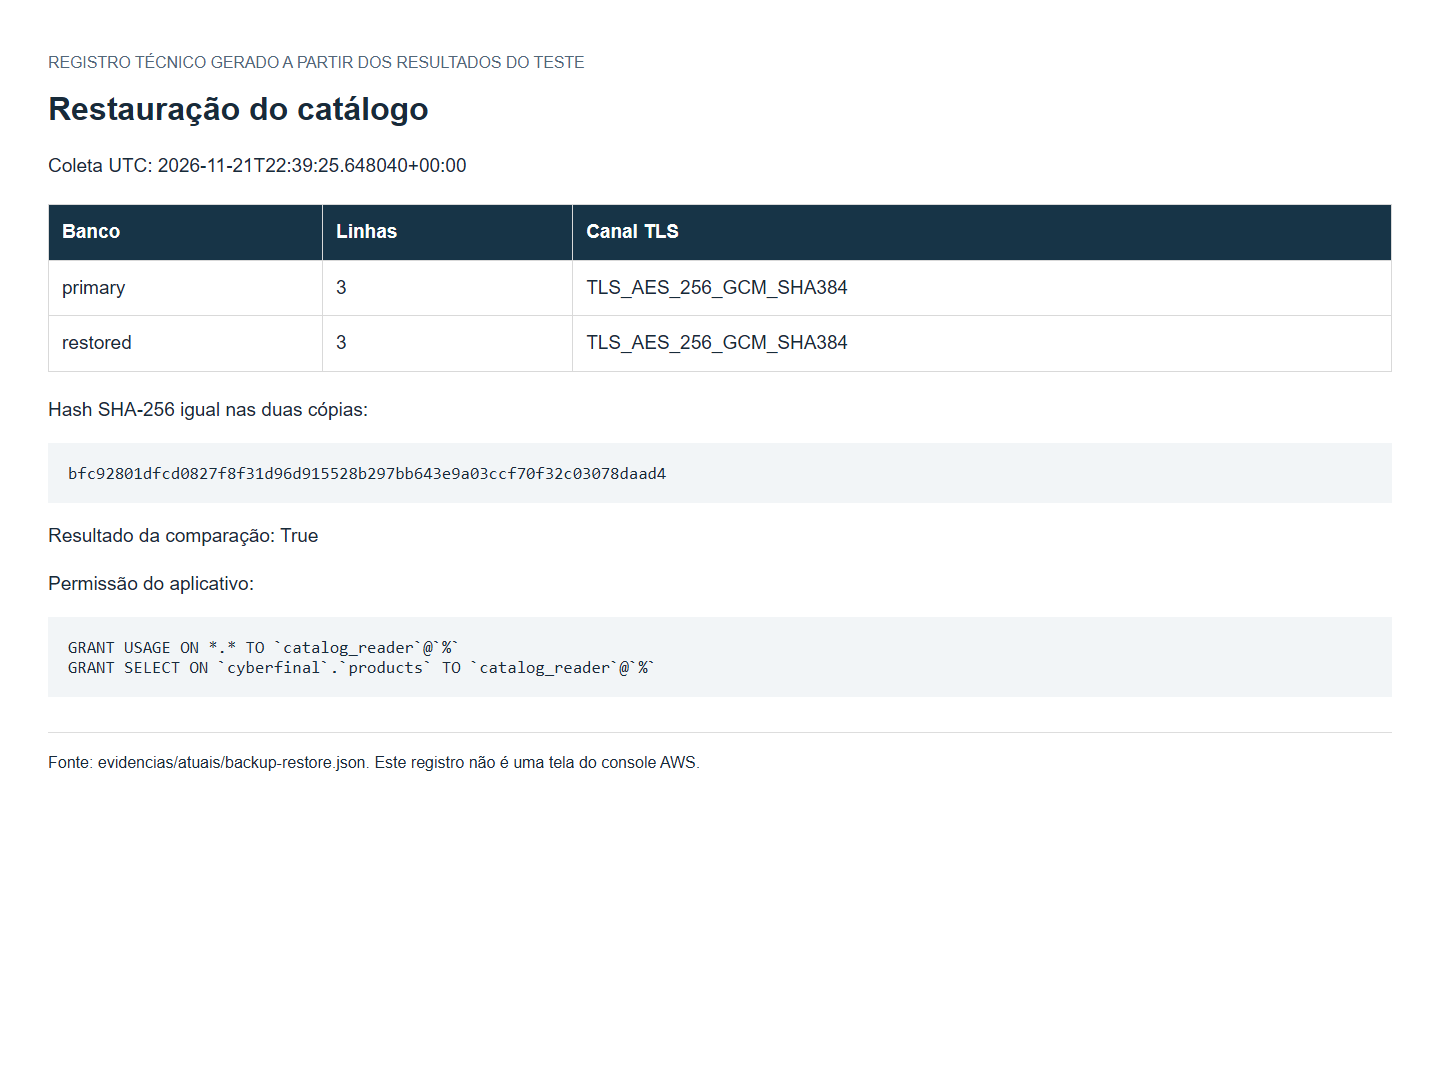 REGISTRO TÉCNICO GERADO A PARTIR DOS RESULTADOS DO TESTE
Restauração do catálogo
Coleta UTC: 2026-11-21T22:39:25.648040+00:00
Banco Linhas Canal TLS
primary 3 TLS_AES_256_GCM_SHA384
restored 3 TLS_AES_256_GCM_SHA384
Hash SHA-256 igual nas duas cópias:
bfc92801dfcd0827f8f31d96d915528b297bb643e9a03ccf70f32c03078daad4
Resultado da comparação: True
Permissão do aplicativo:
GRANT USAGE ON *.* TO `catalog_reader`@`%`
GRANT SELECT ON `cyberfinal`.`products` TO `catalog_reader`@`%`
Fonte: evidencias/atuais/backup-restore.json. Este registro não é uma tela do console AWS.